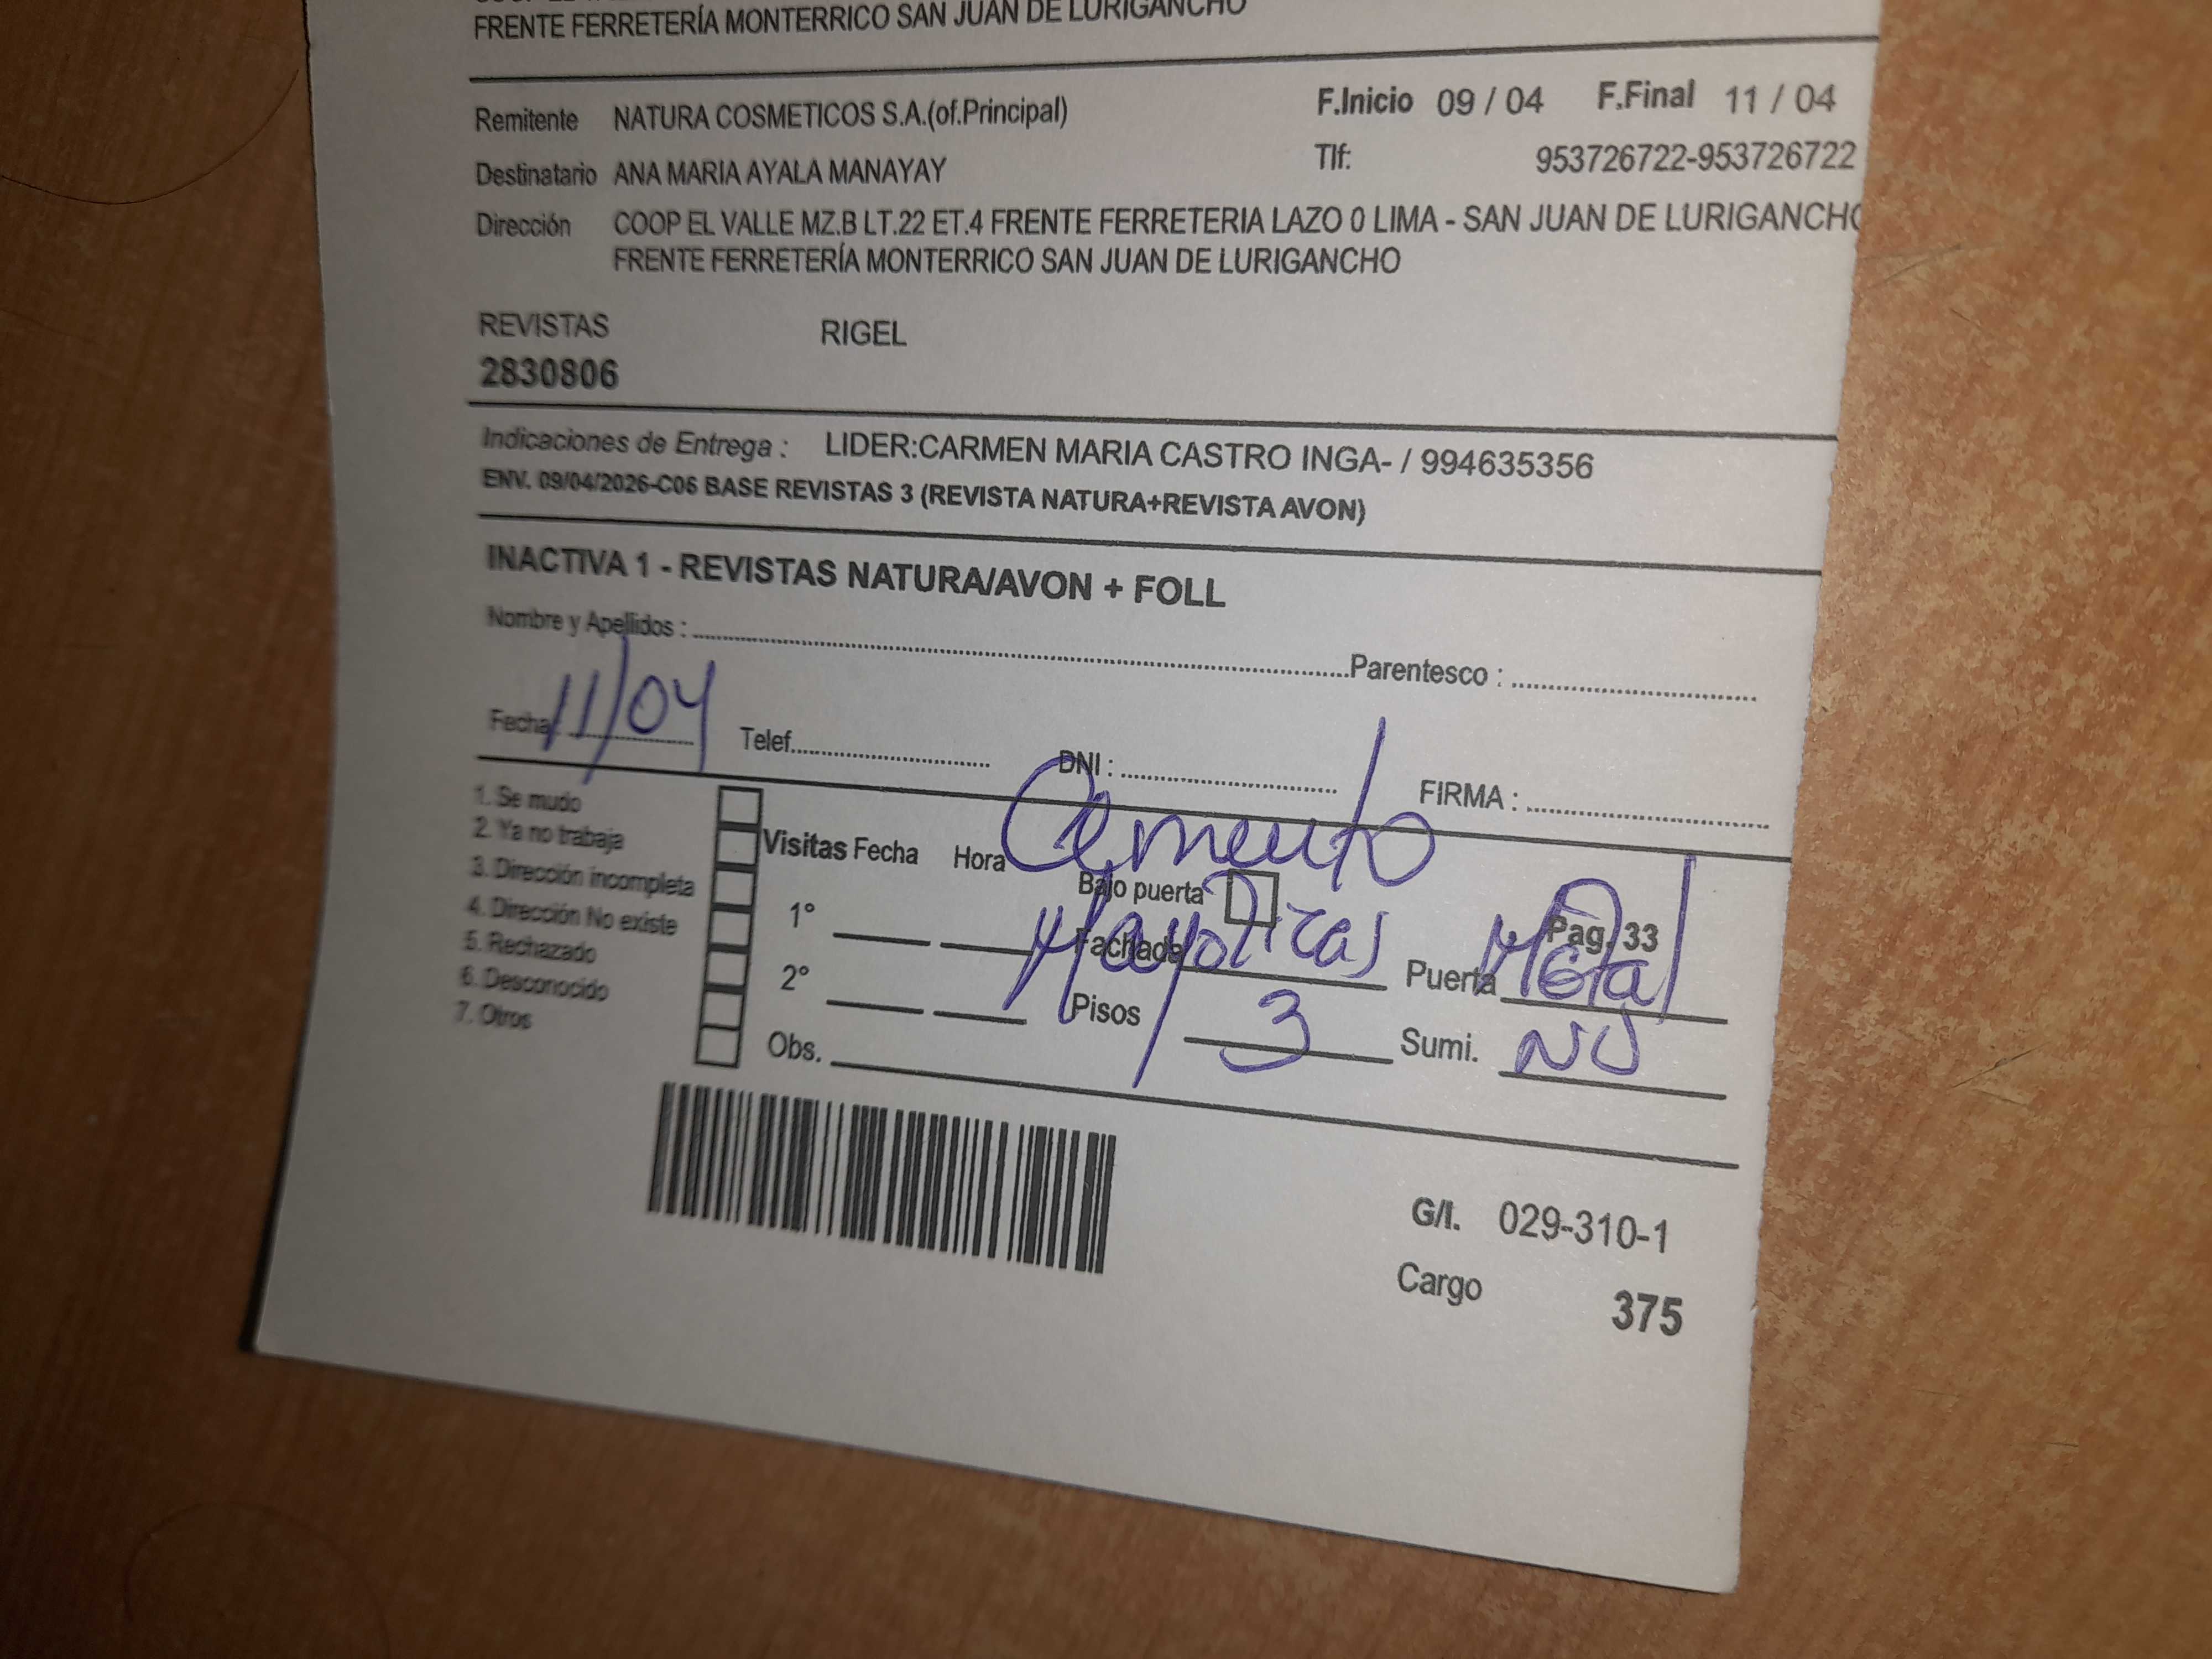 FRENTE FERRETERÍA MONTERRICO SAN JUAN DE LURIGANCHO
Remitente NATURA COSMETICOS S.A.(of.Principal) F.Inicio 09 / 04 F.Final 11 / 04
Destinatario ANA MARIA AYALA MANAYAY Tlf: 953726722-953726722
Dirección COOP EL VALLE MZ.B LT.22 ET.4 FRENTE FERRETERIA LAZO 0 LIMA - SAN JUAN DE LURIGANCHO
FRENTE FERRETERÍA MONTERRICO SAN JUAN DE LURIGANCHO
REVISTAS RIGEL
2830806
Indicaciones de Entrega : LIDER:CARMEN MARIA CASTRO INGA- / 994635356
ENV. 09/04/2026-C06 BASE REVISTAS 3 (REVISTA NATURA+REVISTA AVON)
INACTIVA 1 - REVISTAS NATURA/AVON + FOLL
Nombre y Apellidos : Parentesco :
Fecha: 11/04 Telef. DNI : FIRMA :
1. Se mudo
2. Ya no trabaja
3. Dirección incompleta
4. Dirección No existe
5. Rechazado
6. Desconocido
7. Otros
Visitas Fecha Hora
1°
2°
Obs.
Cemento
Bajo puerta Pag. 33
Fachada Mayolicas Puerta Metal
Pisos 3 Sumi. NO
G/I. 029-310-1
Cargo 375